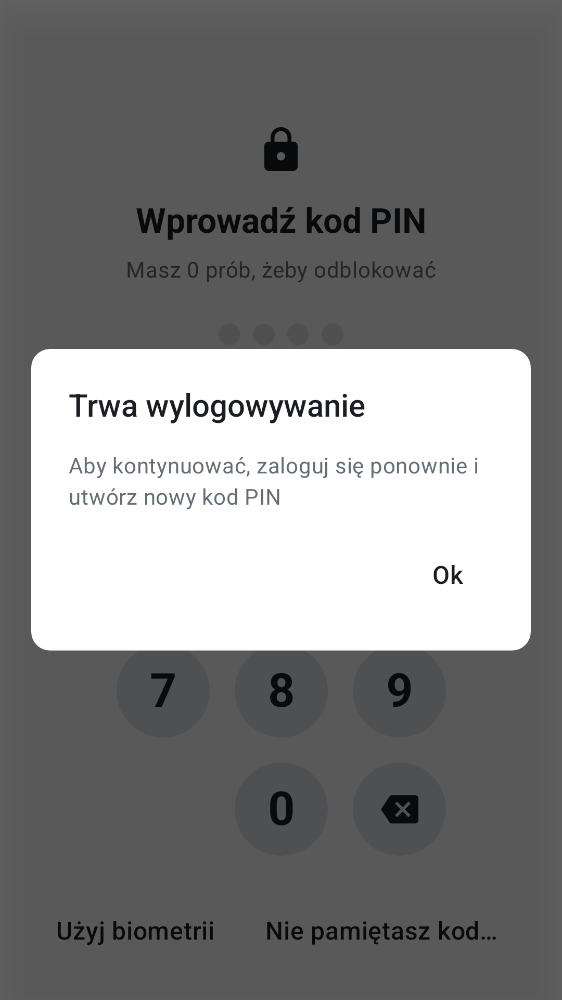 Wprowadź kod PIN
Masz 0 prób, żeby odblokować
Trwa wylogowywanie
Aby kontynuować, zaloguj się ponownie i
utwórz nowy kod PIN
Ok
7 8 9
0
Użyj biometrii Nie pamiętasz kod...